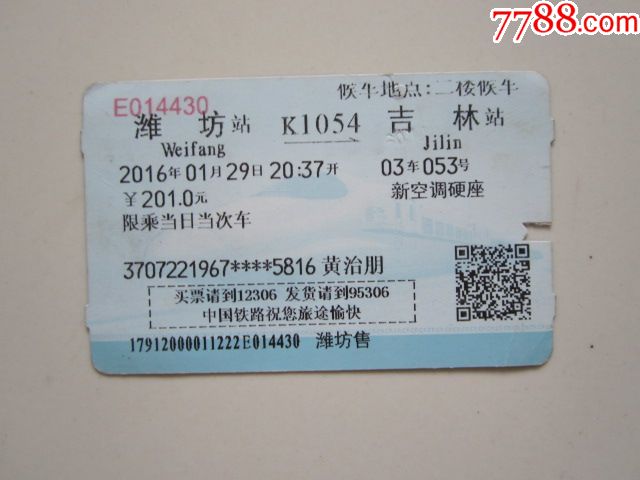 7788.com
候车地点:二楼候车
E014430
潍坊站 K1054 吉林站
Weifang Jilin
2016年01月29日20:37开 03车053号
¥201.0元 新空调硬座
限乘当日当次车
3707221967****5816 黄治朋
买票请到12306 发货请到95306
中国铁路祝您旅途愉快
17912000011222E014430 潍坊售